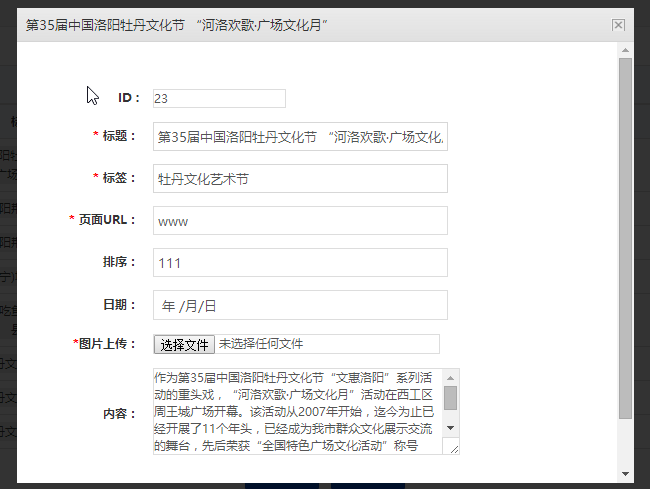 第35届中国洛阳牡丹文化节 “河洛欢歌·广场文化月”
ID： 23
* 标题： 第35届中国洛阳牡丹文化节 “河洛欢歌·广场文化
* 标签： 牡丹文化艺术节
* 页面URL： www
排序： 111
日期： 年 /月/日
*图片上传： 选择文件 未选择任何文件
内容：
作为第35届中国洛阳牡丹文化节“文惠洛阳”系列活
动的重头戏，“河洛欢歌·广场文化月”活动在西工区
周王城广场开幕。该活动从2007年开始，迄今为止已
经开展了11个年头，已经成为我市群众文化展示交流
的舞台，先后荣获“全国特色广场文化活动”称号